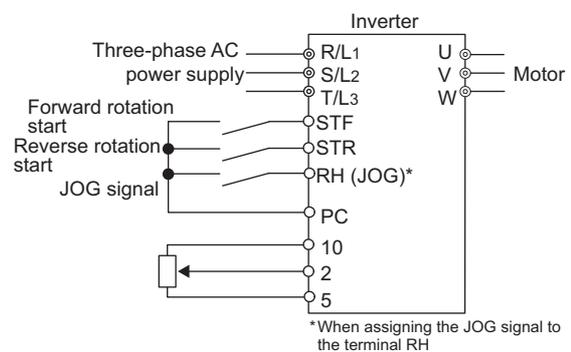 Inverter
Three-phase AC
power supply
R/L1
S/L2
T/L3
U
V
W
Motor
Forward rotation
start
STF
Reverse rotation
start
STR
JOG signal
RH (JOG)*
PC
10
2
5
*When assigning the JOG signal to
the terminal RH